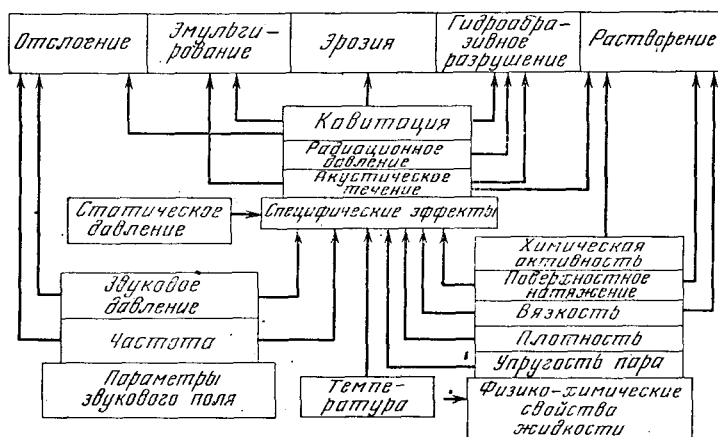 Отслоение
Эмульги-
рование
Эрозия
Гидроабра-
зивное
разрушение
Растворение
Кавитация
Радиационное
давление
Акустическое
течение
Статическое
давление
Специфические эффекты
Химическая
активность
Звуковое
давление
Поверхностное
натяжение
Вязкость
Частота
Плотность
Упругость пара
Параметры
звукового поля
Темпе-
ратура
Физико-химические
свойства
жидкости